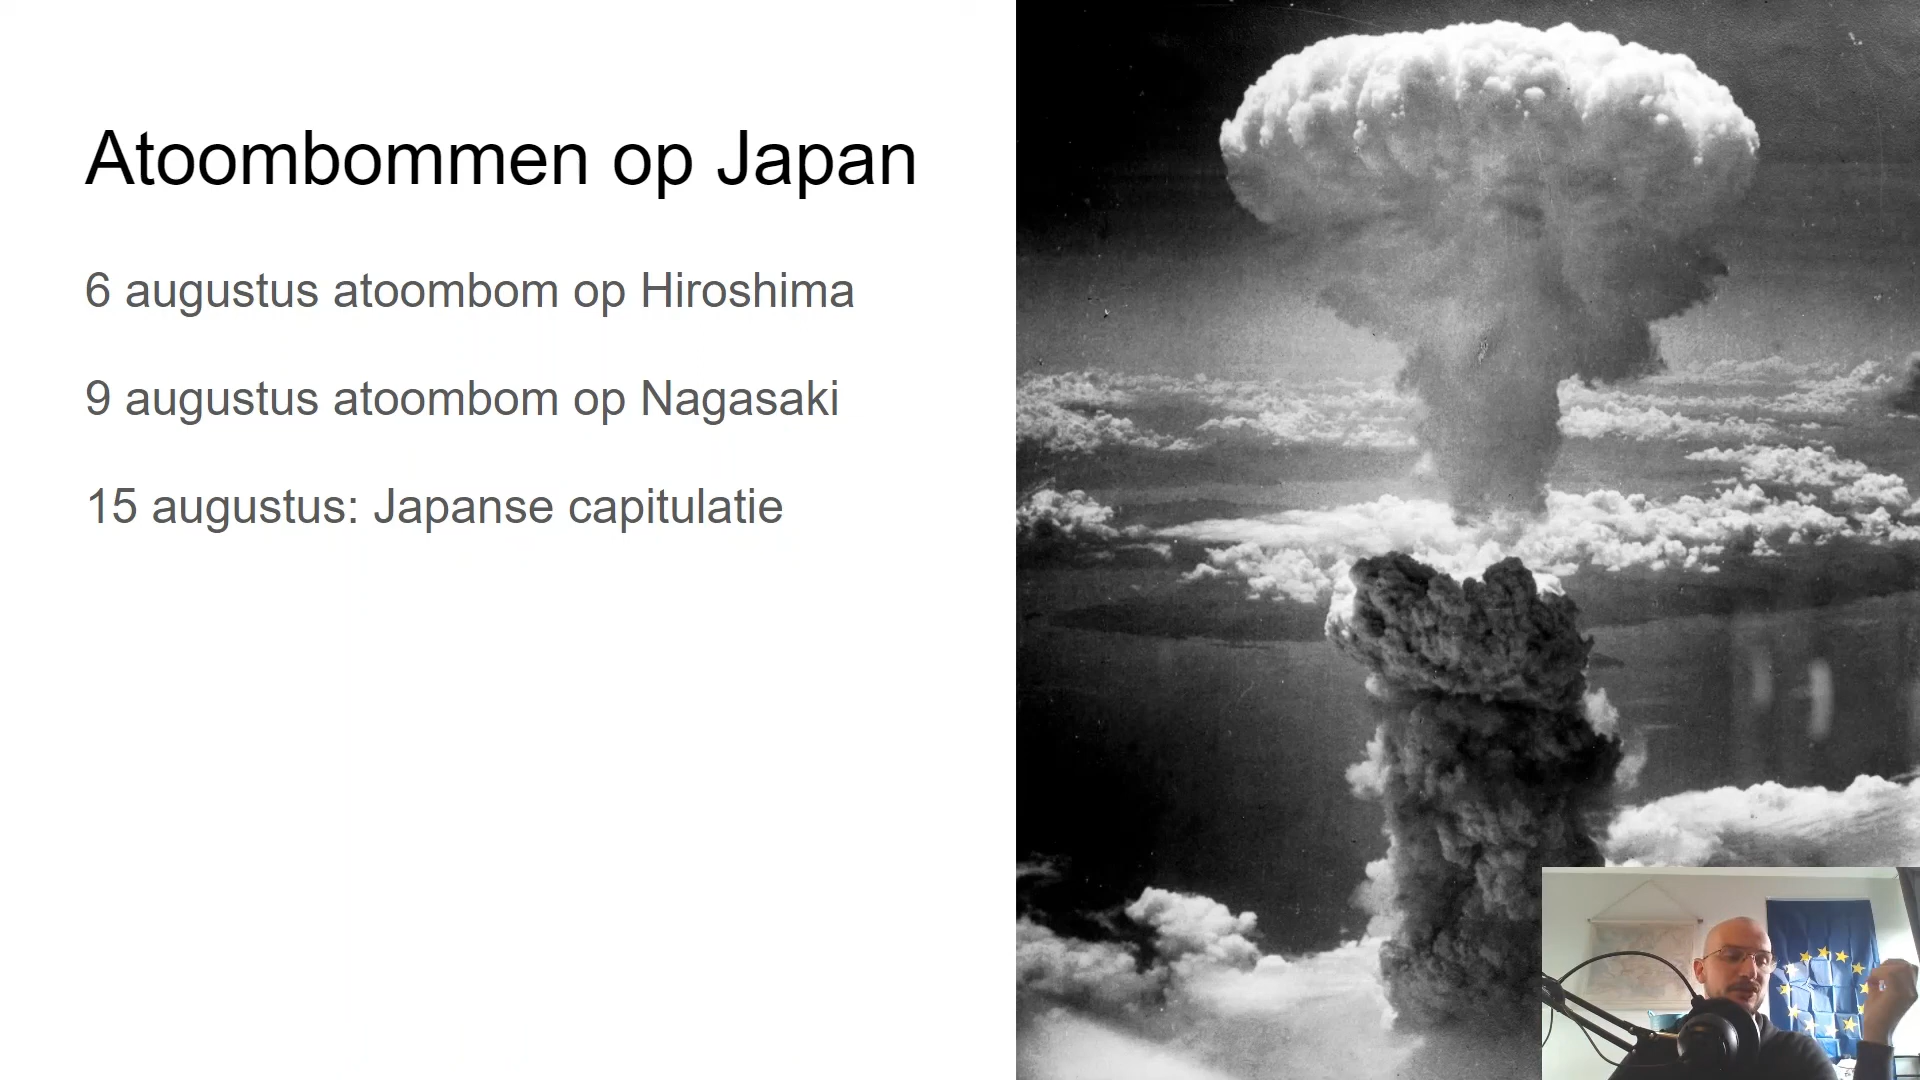 Atoombommen op Japan
6 augustus atoombom op Hiroshima
9 augustus atoombom op Nagasaki
15 augustus: Japanse capitulatie